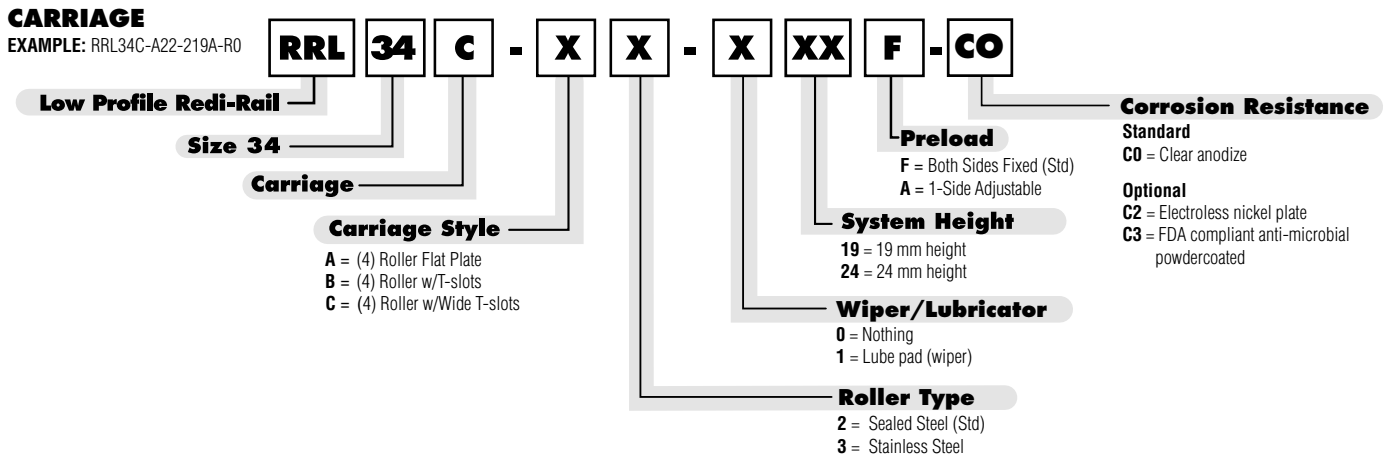 CARRIAGE
EXAMPLE: RRL34C-A22-219A-R0
RRL 34 C - X X - X XX F - CO
Low Profile Redi-Rail
Size 34
Carriage
Carriage Style
A = (4) Roller Flat Plate
B = (4) Roller w/T-slots
C = (4) Roller w/Wide T-slots
Roller Type
2 = Sealed Steel (Std)
3 = Stainless Steel
Wiper/Lubricator
0 = Nothing
1 = Lube pad (wiper)
System Height
19 = 19 mm height
24 = 24 mm height
Preload
F = Both Sides Fixed (Std)
A = 1-Side Adjustable
Corrosion Resistance
Standard
C0 = Clear anodize
Optional
C2 = Electroless nickel plate
C3 = FDA compliant anti-microbial
powdercoated